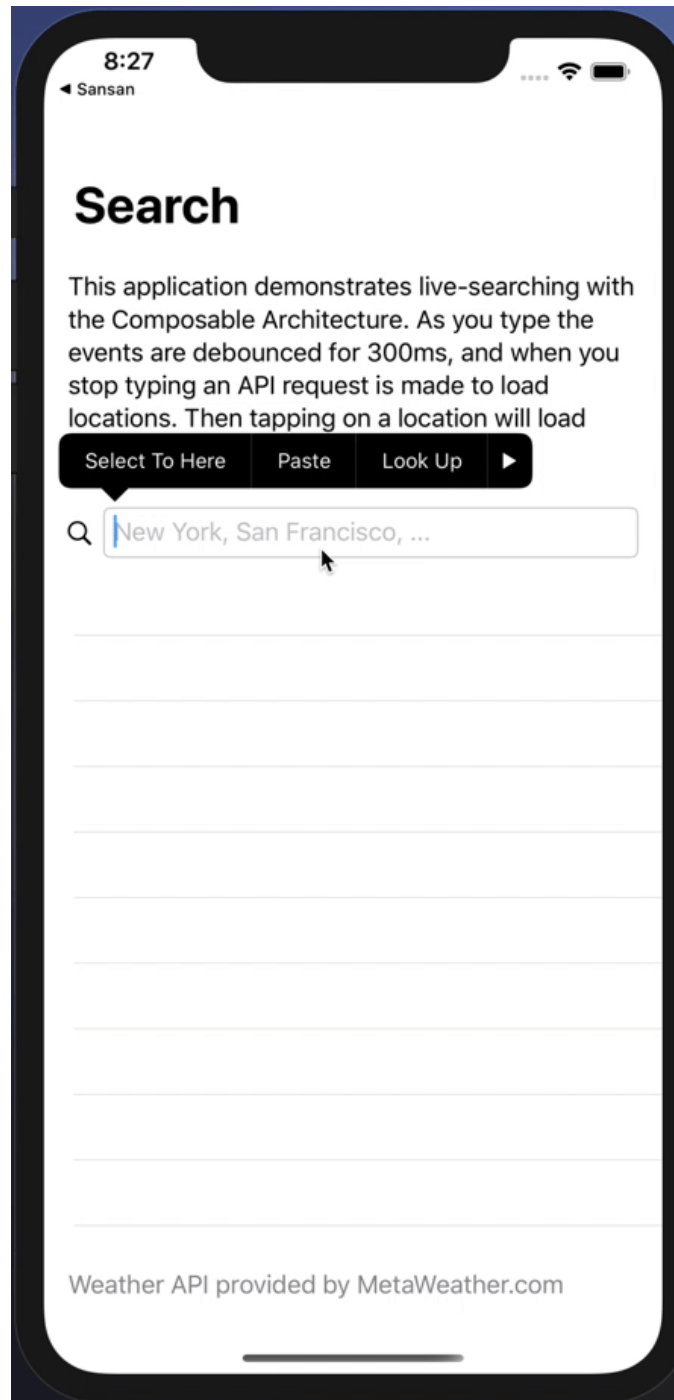 8:27
◀ Sansan
Search
This application demonstrates live-searching with
the Composable Architecture. As you type the
events are debounced for 300ms, and when you
stop typing an API request is made to load
locations. Then tapping on a location will load
Select To Here Paste Look Up ▶
New York, San Francisco, ...
Weather API provided by MetaWeather.com